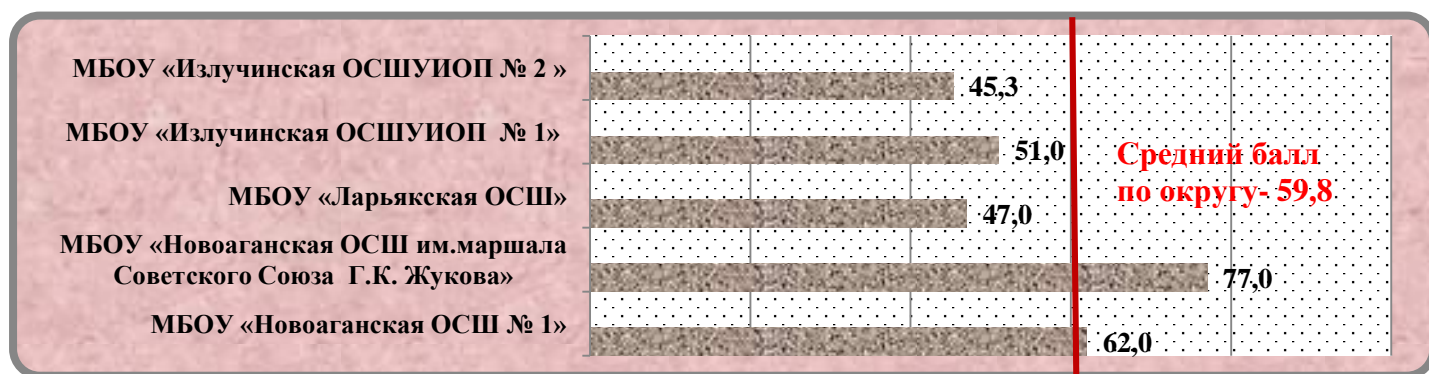 МБОУ «Излучинская ОСШУИОП № 2 »
45,3
МБОУ «Излучинская ОСШУИОП № 1»
51,0
Средний балл
по округу- 59,8
МБОУ «Ларьякская ОСШ»
47,0
МБОУ «Новоаганская ОСШ им.маршала
Советского Союза Г.К. Жукова»
77,0
МБОУ «Новоаганская ОСШ № 1»
62,0